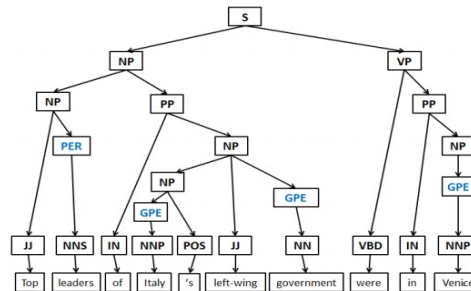 S
NP VP
NP PP PP
PER NP NP
NP GPE GPE
GPE
JJ NNS IN NNP POS JJ NN VBD IN NNP
Top leaders of Italy 's left-wing government were in Venice